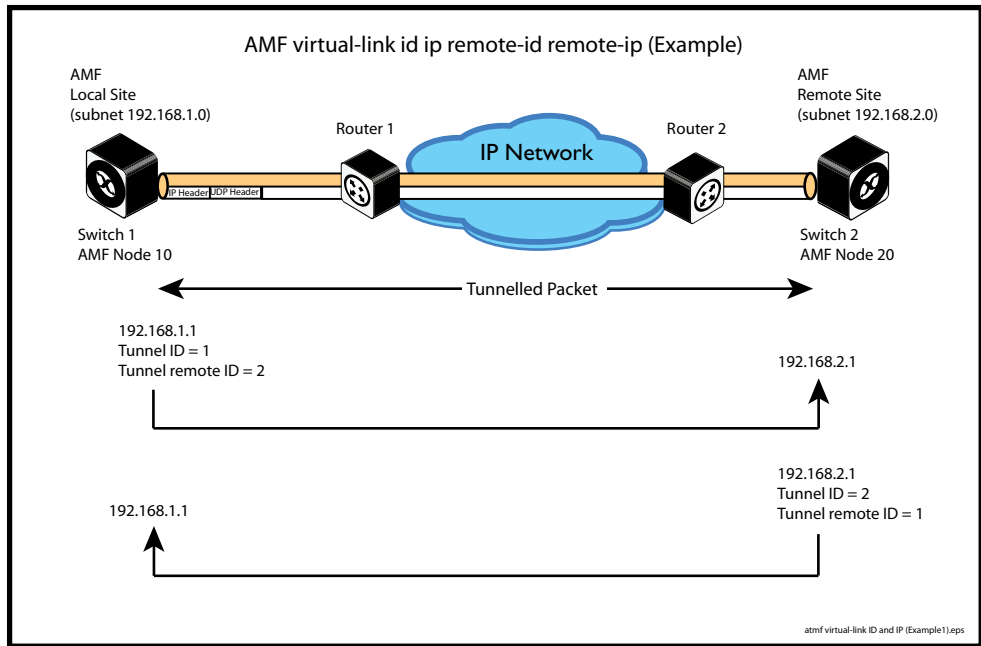 AMF virtual-link id ip remote-id remote-ip (Example)
AMF
Local Site
(subnet 192.168.1.0)
AMF
Remote Site
(subnet 192.168.2.0)
Router 1
IP Network
Router 2
IP Header
UDP Header
Switch 1
AMF Node 10
Switch 2
AMF Node 20
Tunnelled Packet
192.168.1.1
Tunnel ID = 1
Tunnel remote ID = 2
192.168.2.1
192.168.2.1
Tunnel ID = 2
Tunnel remote ID = 1
192.168.1.1
atmf virtual-link ID and IP (Example1).eps